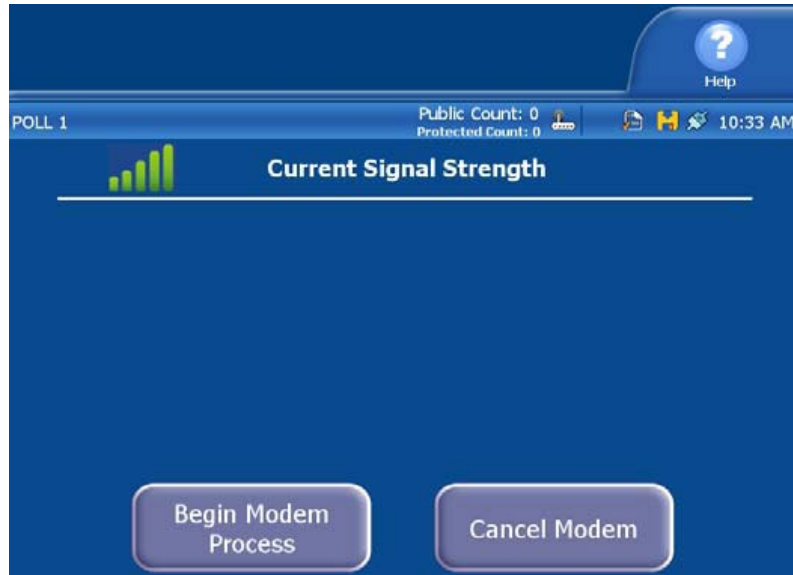 ?
Help
POLL 1
Public Count: 0
Protected Count: 0
10:33 AM
Current Signal Strength
Begin Modem
Process
Cancel Modem